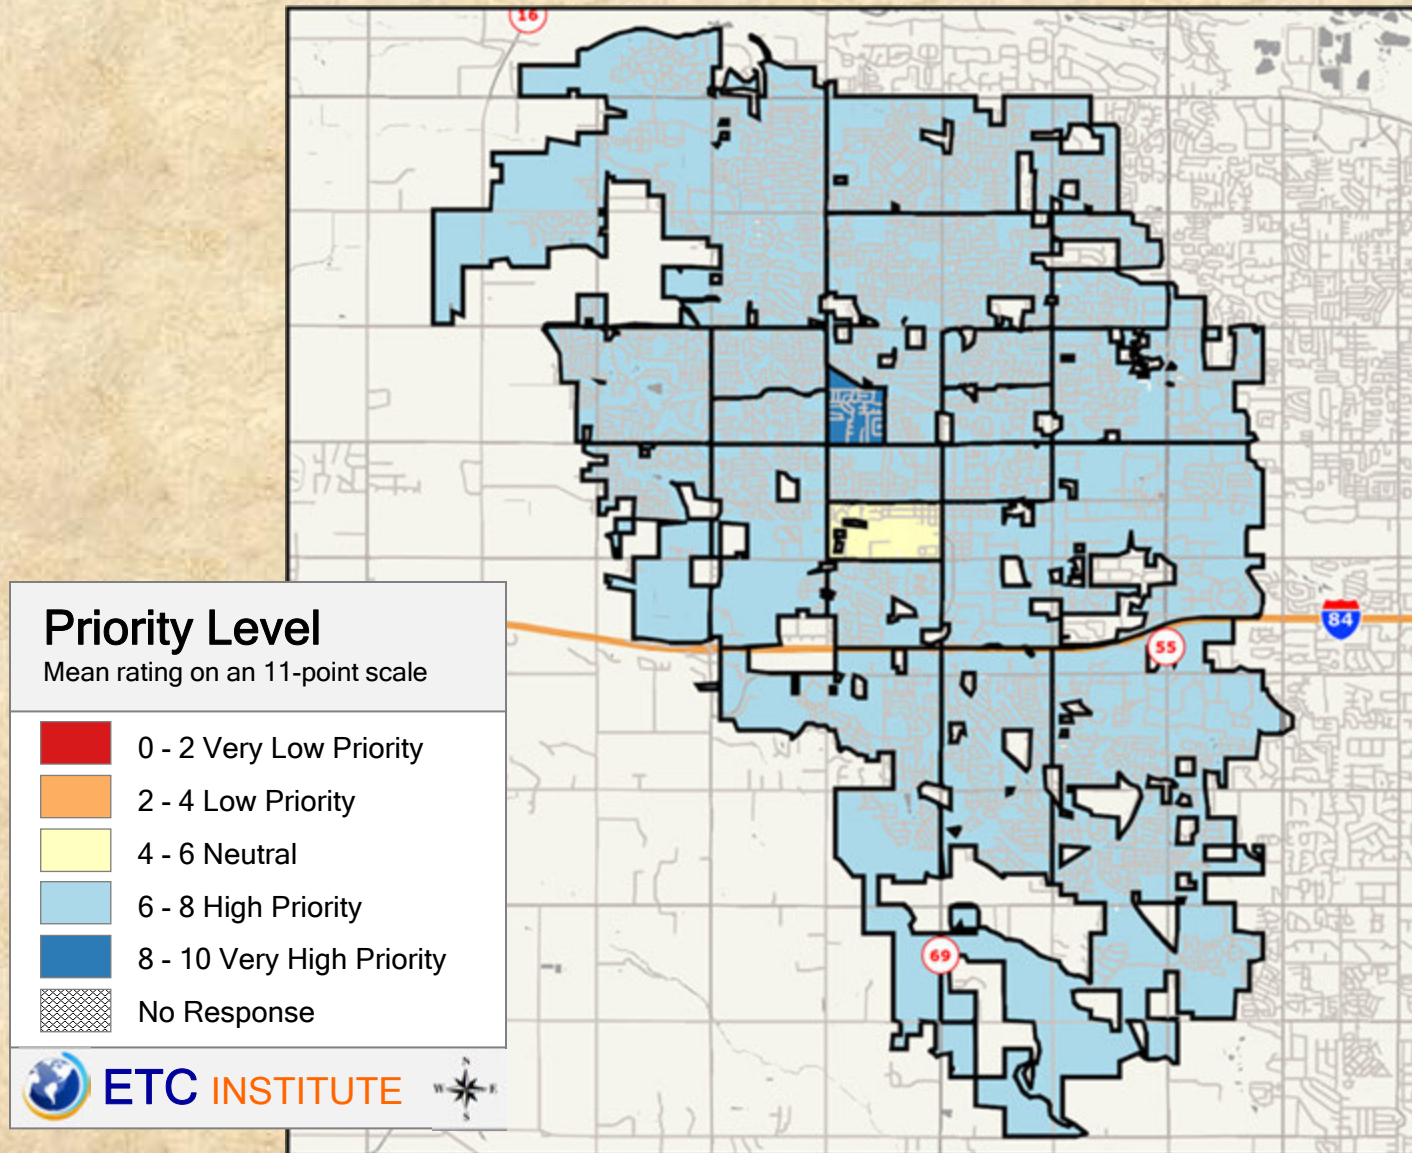 16
84
55
Priority Level
Mean rating on an 11-point scale
0 - 2 Very Low Priority
2 - 4 Low Priority
4 - 6 Neutral
6 - 8 High Priority
8 - 10 Very High Priority
No Response
69
ETC INSTITUTE
N
W E
S